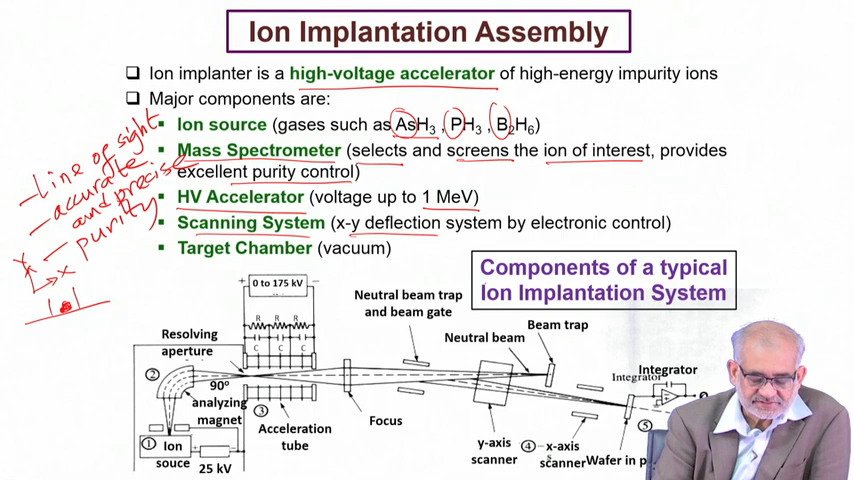 Ion Implantation Assembly
❑ Ion implanter is a high-voltage accelerator of high-energy impurity ions
❑ Major components are:
▪ Ion source (gases such as AsH3 , PH3 , B2H6)
▪ Mass Spectrometer (selects and screens the ion of interest, provides
excellent purity control)
▪ HV Accelerator (voltage up to 1 MeV)
▪ Scanning System (x-y deflection system by electronic control)
▪ Target Chamber (vacuum)
- Line of sight
- accurate
and precise
- purity
Y
x
Components of a typical
Ion Implantation System
+ 0 to 175 kV −
R R R
C C C
Resolving
aperture
Neutral beam trap
and beam gate
Beam trap
Neutral beam
②
90º
analyzing
magnet
③
Acceleration
tube
Focus
Integrator
Integrator
① Ion
souce
25 kV
y-axis
scanner
④ x-axis
scanner
s
Wafer in p
⑤